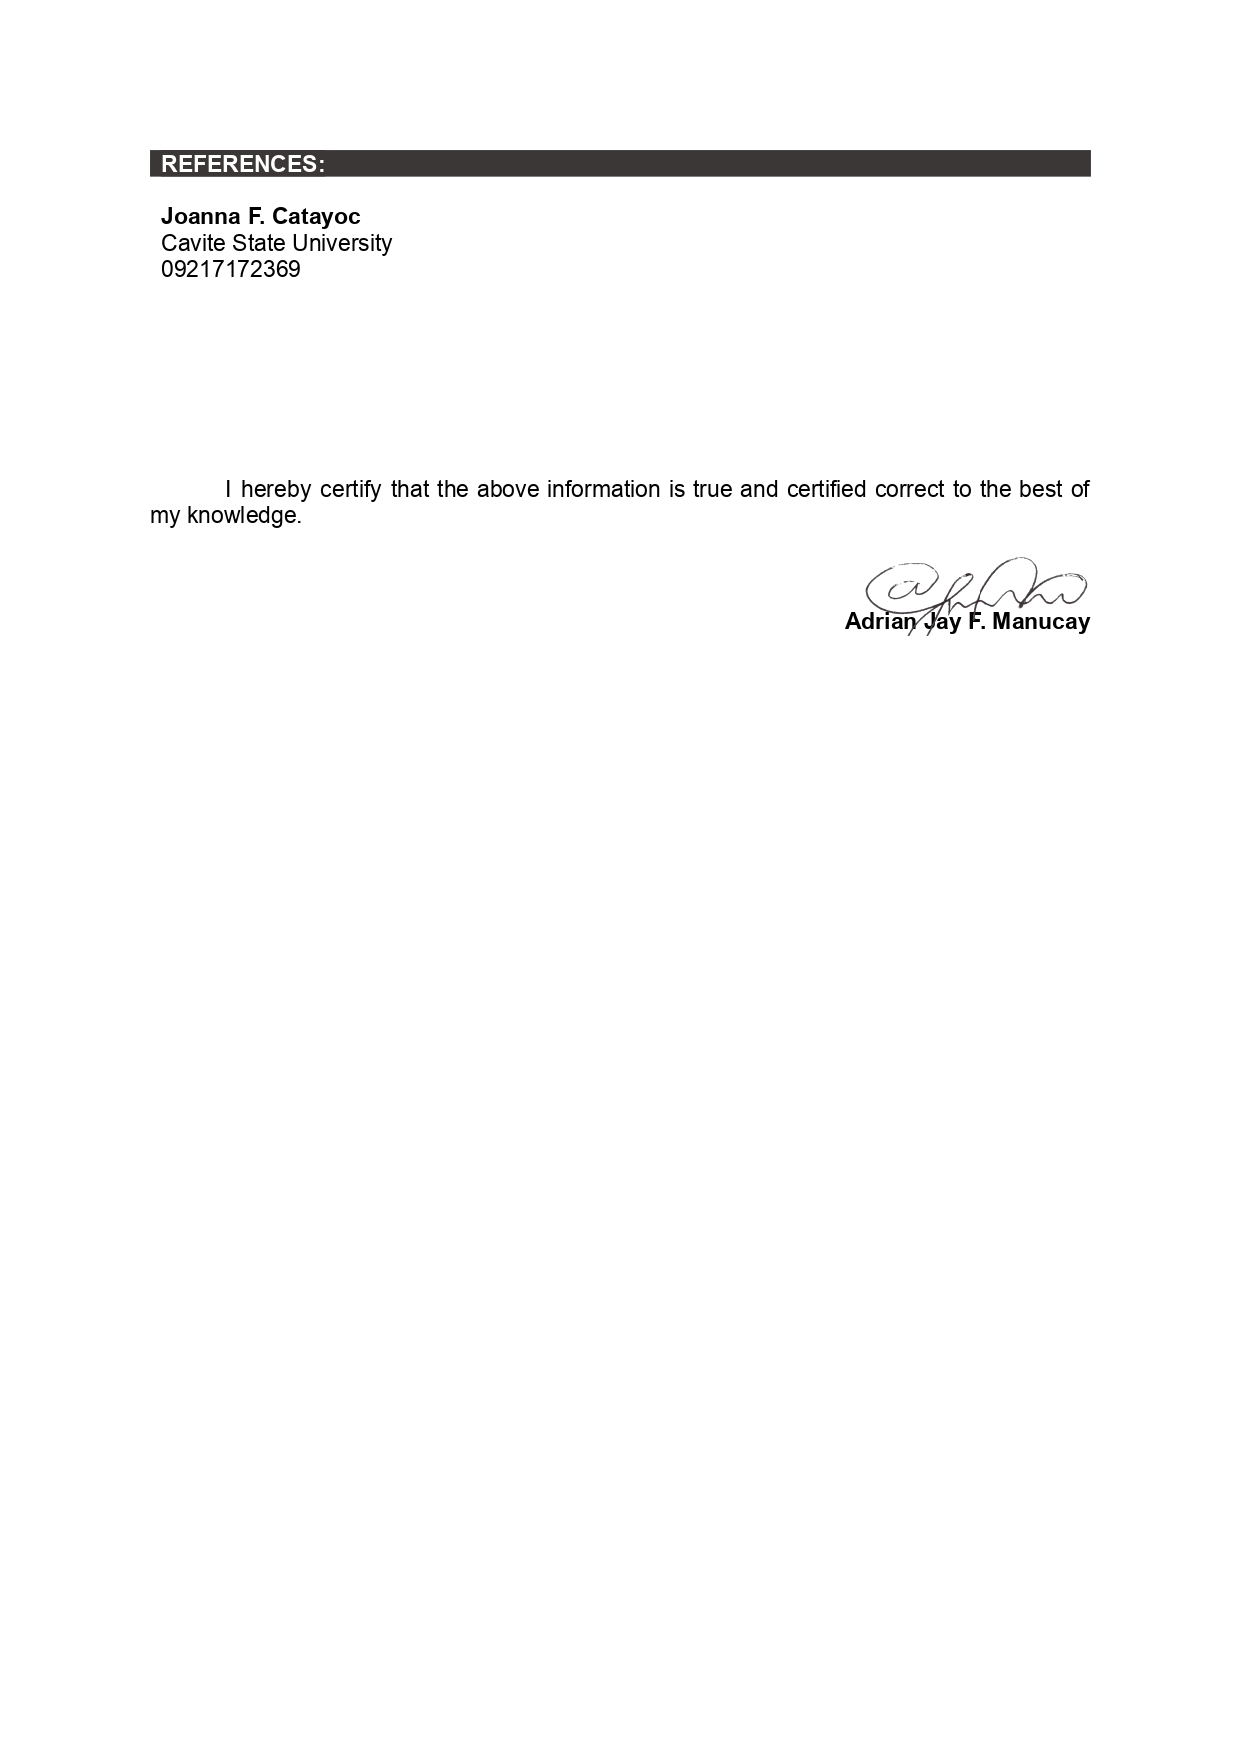 REFERENCES:
Joanna F. Catayoc
Cavite State University
09217172369
I hereby certify that the above information is true and certified correct to the best of
my knowledge.
Adrian Jay F. Manucay